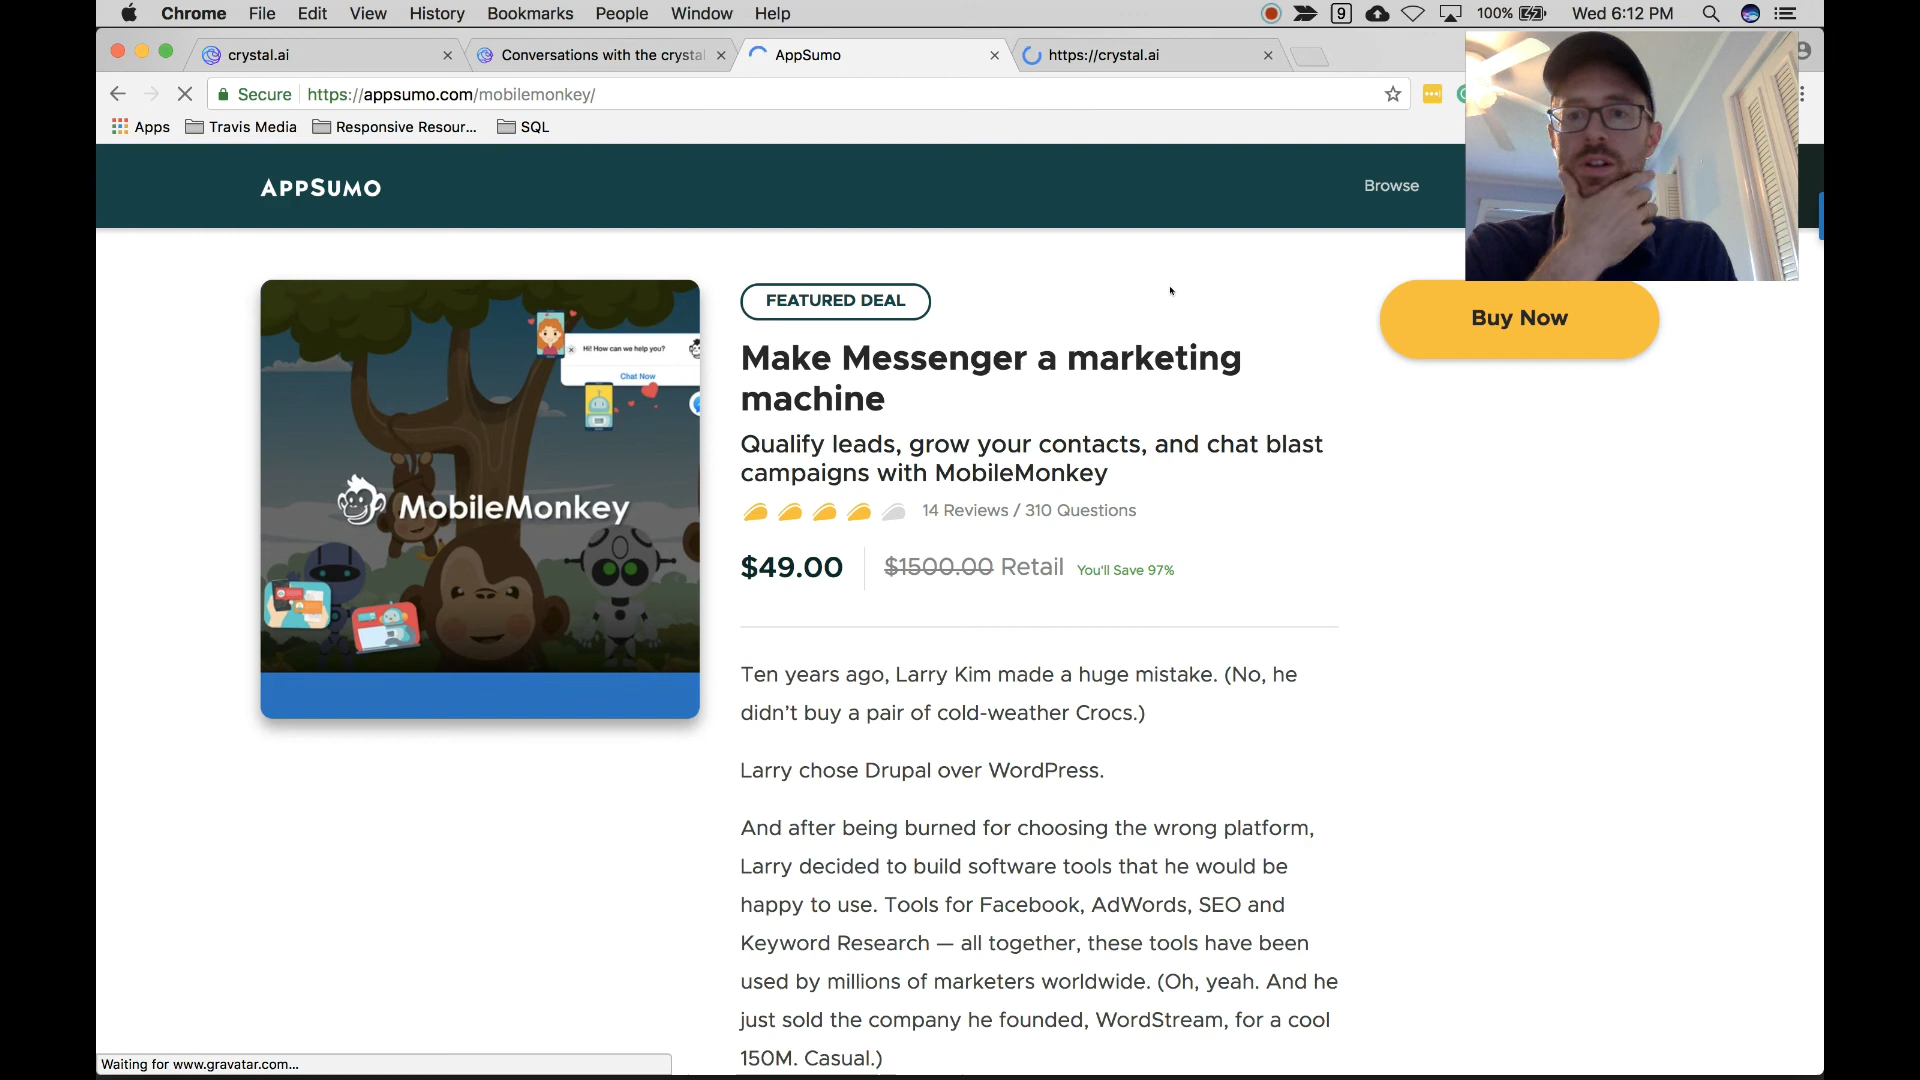 Chrome File Edit View History Bookmarks People Window Help 9 100% Wed 6:12 PM
crystal.ai Conversations with the crystal AppSumo https://crystal.ai
Secure https://appsumo.com/mobilemonkey/
Apps Travis Media Responsive Resour... SQL
APPSUMO
Browse
Hi! How can we help you?
Chat Now
MobileMonkey
FEATURED DEAL
Buy Now
Make Messenger a marketing
machine
Qualify leads, grow your contacts, and chat blast
campaigns with MobileMonkey
14 Reviews / 310 Questions
$49.00 $1500.00 Retail You'll Save 97%
Ten years ago, Larry Kim made a huge mistake. (No, he
didn't buy a pair of cold-weather Crocs.)
Larry chose Drupal over WordPress.
And after being burned for choosing the wrong platform,
Larry decided to build software tools that he would be
happy to use. Tools for Facebook, AdWords, SEO and
Keyword Research — all together, these tools have been
used by millions of marketers worldwide. (Oh, yeah. And he
just sold the company he founded, WordStream, for a cool
150M. Casual.)
Waiting for www.gravatar.com...